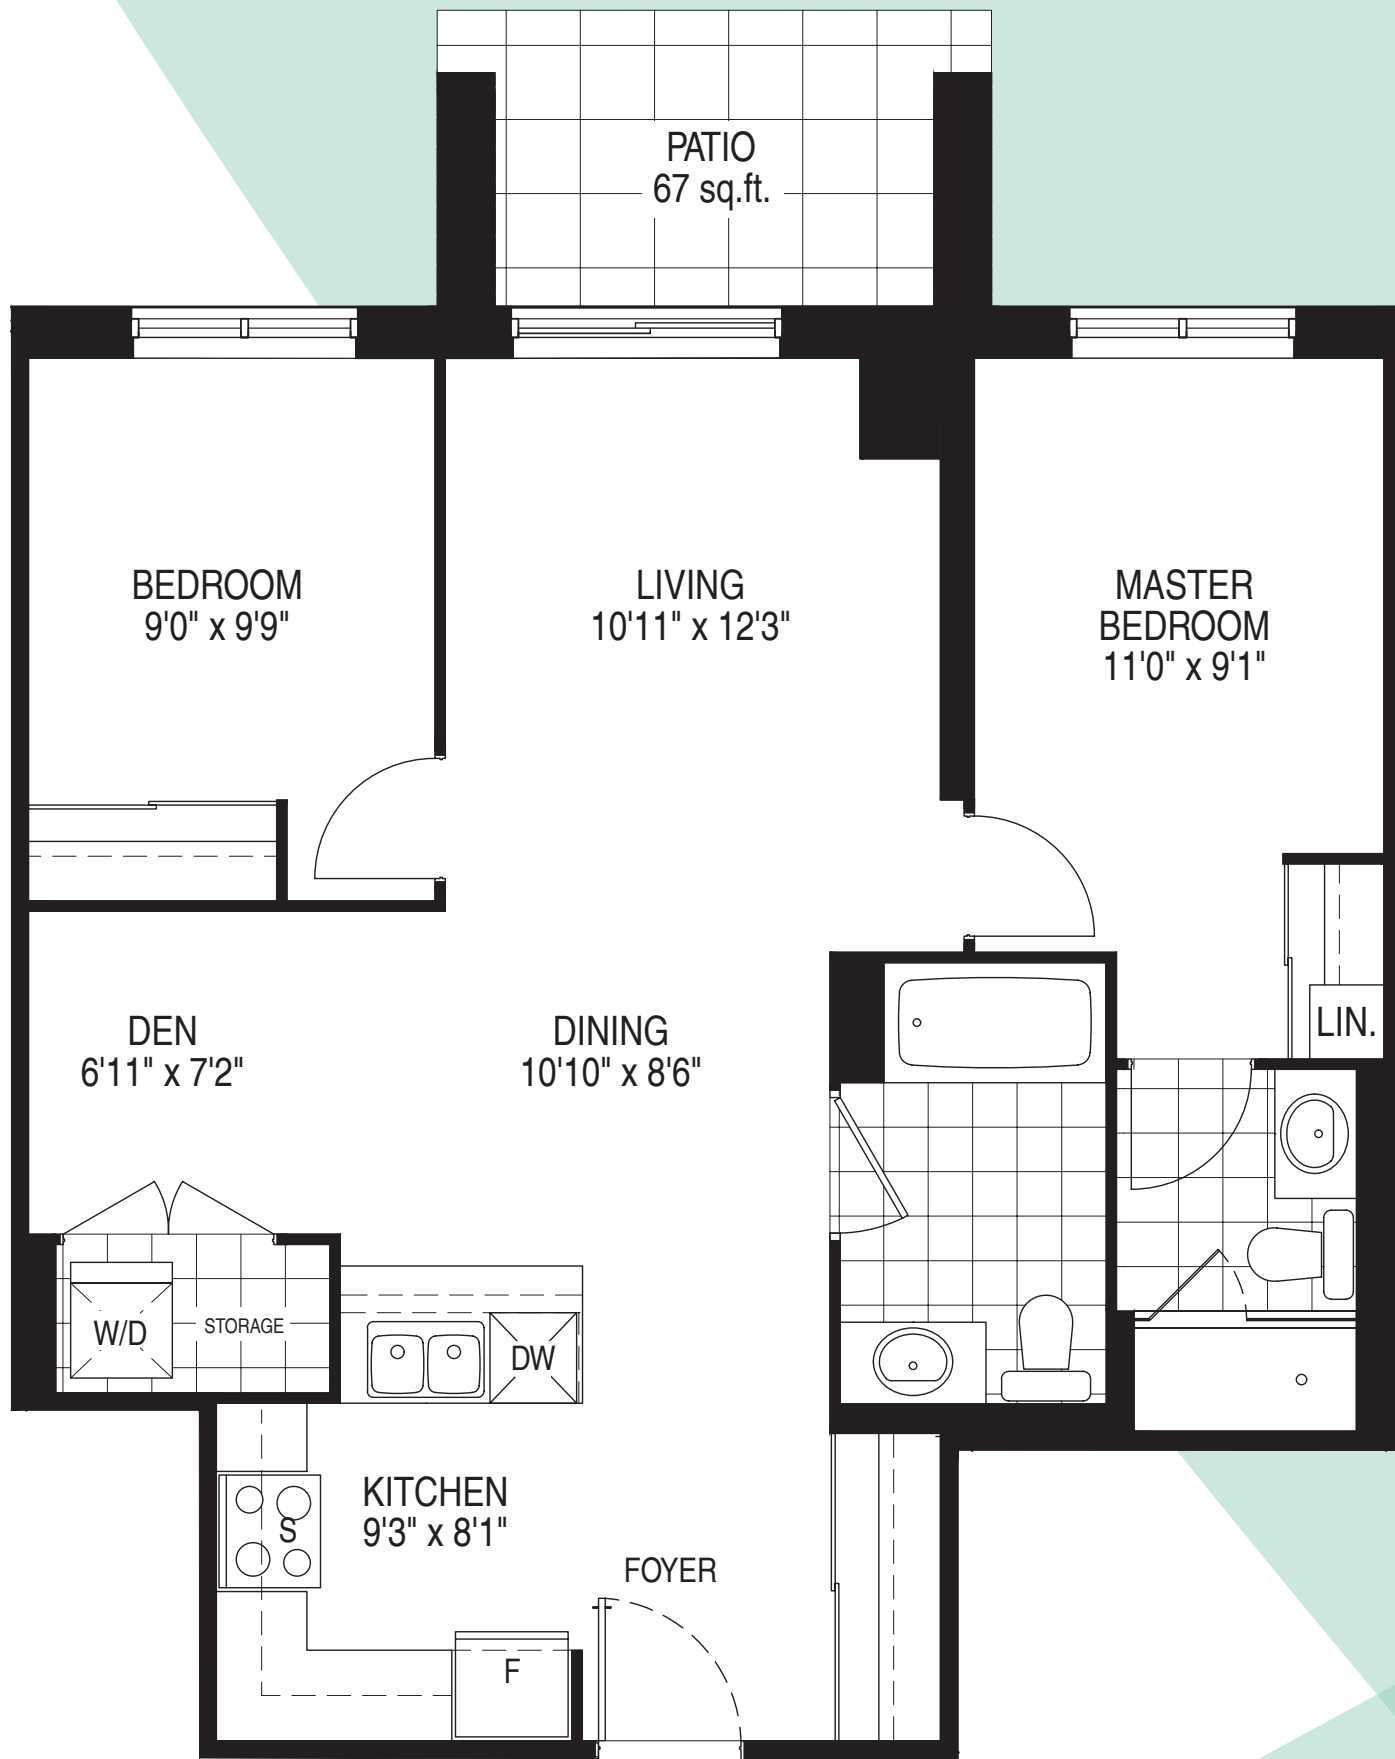 PATIO
67 sq.ft.
BEDROOM
9'0" x 9'9"
LIVING
10'11" x 12'3"
MASTER
BEDROOM
11'0" x 9'1"
DEN
6'11" x 7'2"
DINING
10'10" x 8'6"
LIN.
W/D
STORAGE
DW
KITCHEN
9'3" x 8'1"
S
FOYER
F